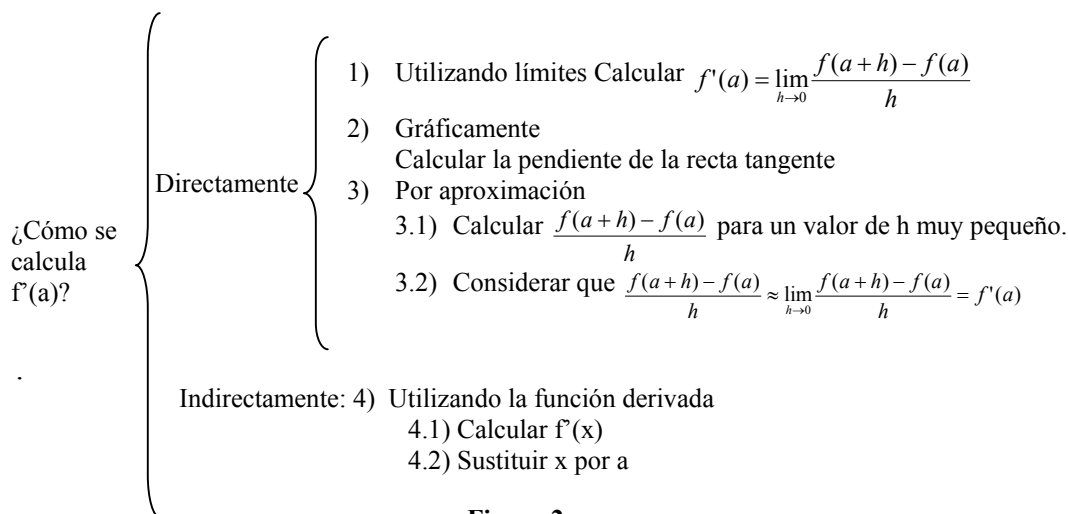 1) Utilizando límites Calcular f'(a) = lim h→0 f(a + h) − f(a) / h
2) Gráficamente
Calcular la pendiente de la recta tangente
Directamente
3) Por aproximación
¿Cómo se
calcula
f’(a)?
3.1) Calcular f(a + h) − f(a) / h para un valor de h muy pequeño.
3.2) Considerar que f(a + h) − f(a) / h ≈ lim h→0 f(a + h) − f(a) / h = f'(a)
.
Indirectamente: 4) Utilizando la función derivada
4.1) Calcular f’(x)
4.2) Sustituir x por a